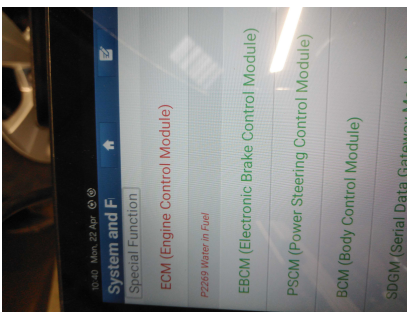 10:40 Mon, 22 Apr
System and F
Special Function
ECM (Engine Control Module)
P2269 Water in Fuel
EBCM (Electronic Brake Control Module)
PSCM (Power Steering Control Module)
BCM (Body Control Module)
SDGM (Serial Data Gateway Module)